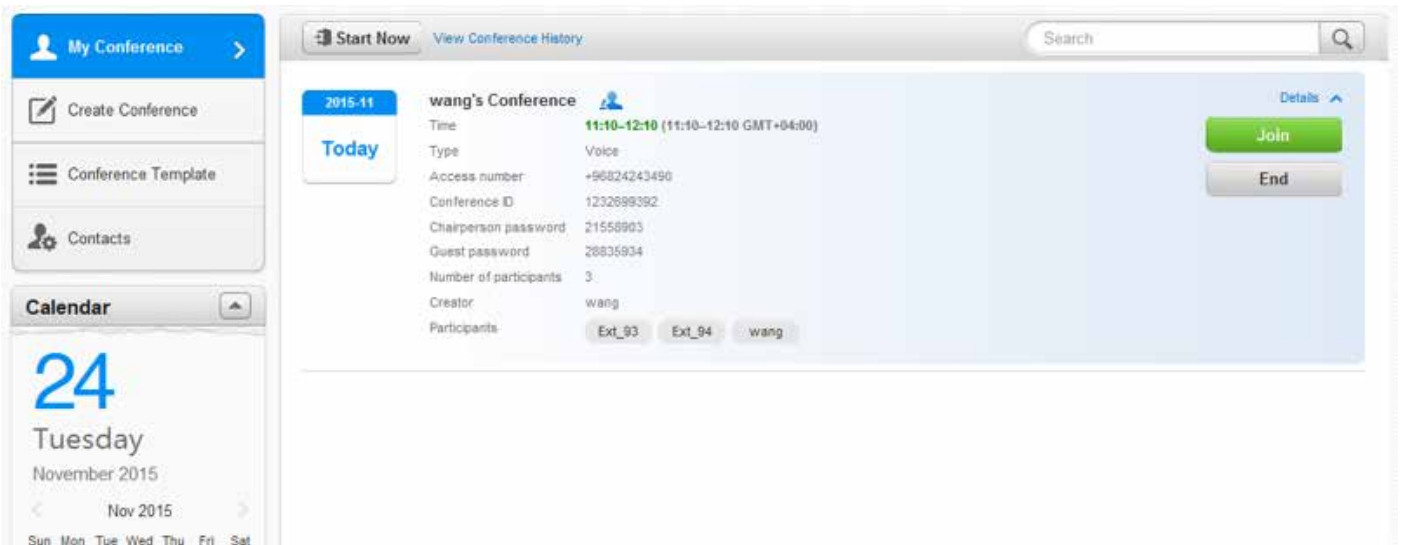 My Conference
Create Conference
Conference Template
Contacts
Calendar
24
Tuesday
November 2015
Nov 2015
Sun Mon Tue Wed Thu Fri Sat
Start Now View Conference History Search
2015-11
Today
wang's Conference Details
Time 11:10–12:10 (11:10–12:10 GMT+04:00)
Join
Type Voice
Access number +96824243490
End
Conference ID 1232699392
Chairperson password 21558903
Guest password 28835934
Number of participants 3
Creator wang
Participants Ext_93 Ext_94 wang